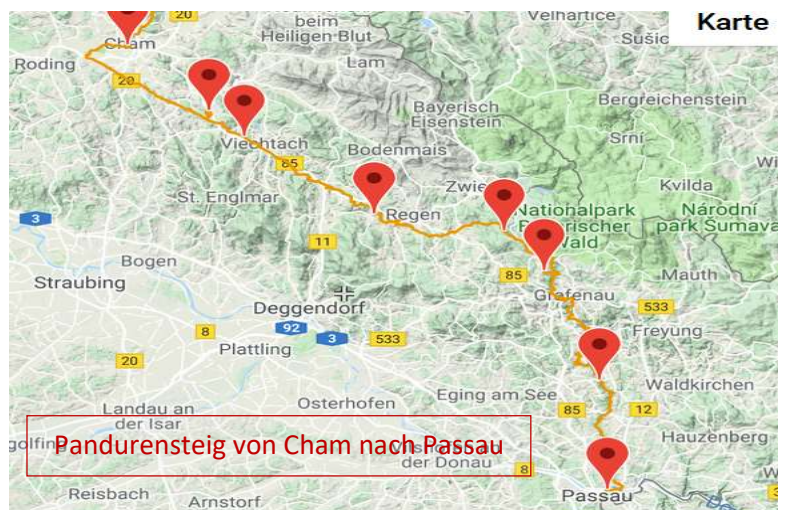 Karte
20
beim
Heiligen Blut
Velhartice
Sušic
Cham
Roding
Lam
20
Bayerisch
Eisenstein
Bergreichenstein
Viechtach
Bodenmais
Srní
85
St. Englmar
Kvilda
Regen
Nationalpark
Wald
Národní
park Šumava
3
11
Bogen
Straubing
85
Mauth
Grafenau
Deggendorf
533
92
3
8
533
Freyung
Plattling
20
Waldkirchen
Osterhofen
Eging am See
Landau an
der Isar
85
12
Hauzenberg
Pandurensteig von Cham nach Passau
der Donau
8
Reisbach
Arnstorf
Passau